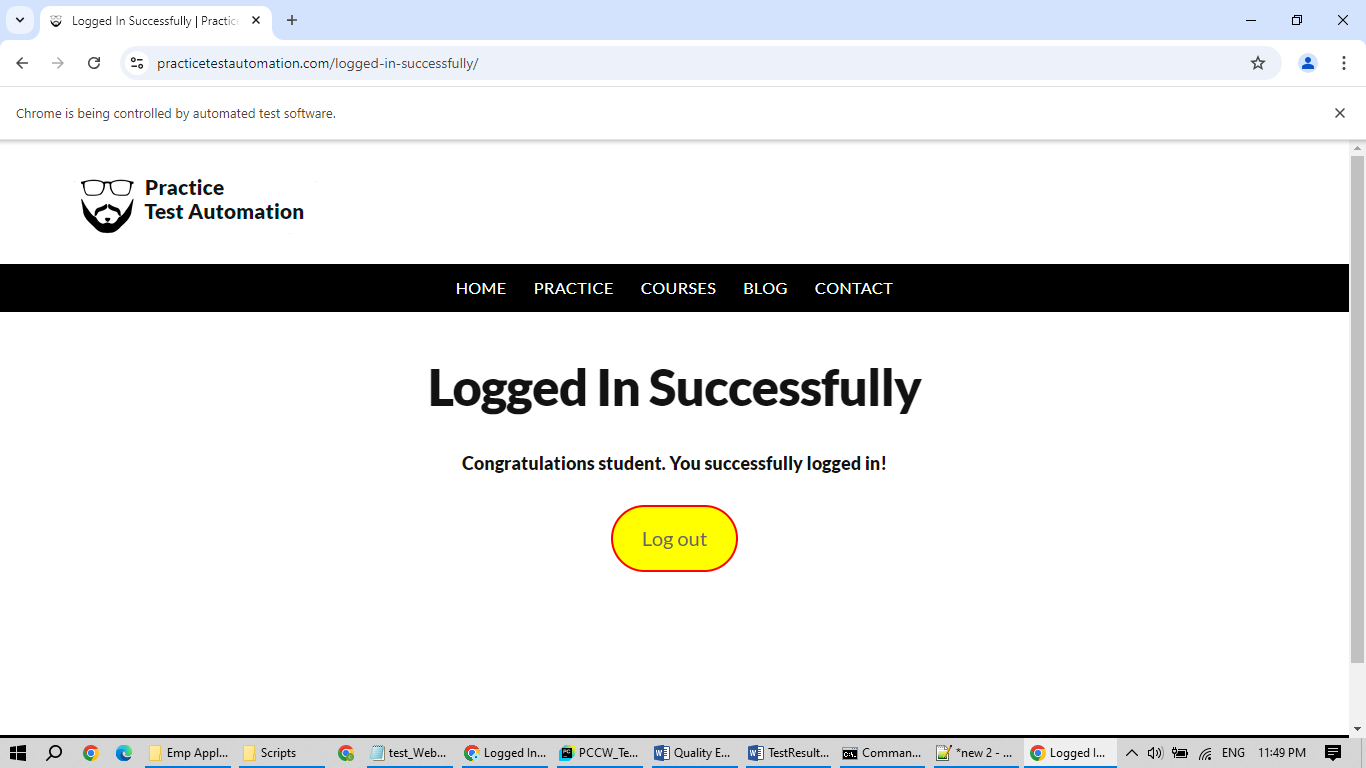 Logged In Successfully | Practice
practicetestautomation.com/logged-in-successfully/
Chrome is being controlled by automated test software.
Practice
Test Automation
HOME PRACTICE COURSES BLOG CONTACT
Logged In Successfully
Congratulations student. You successfully logged in!
Log out
Emp Appl... Scripts test_Web... Logged In... PCCW_Te... Quality E... TestResult... Comman... *new 2 - ... Logged I... ENG 11:49 PM